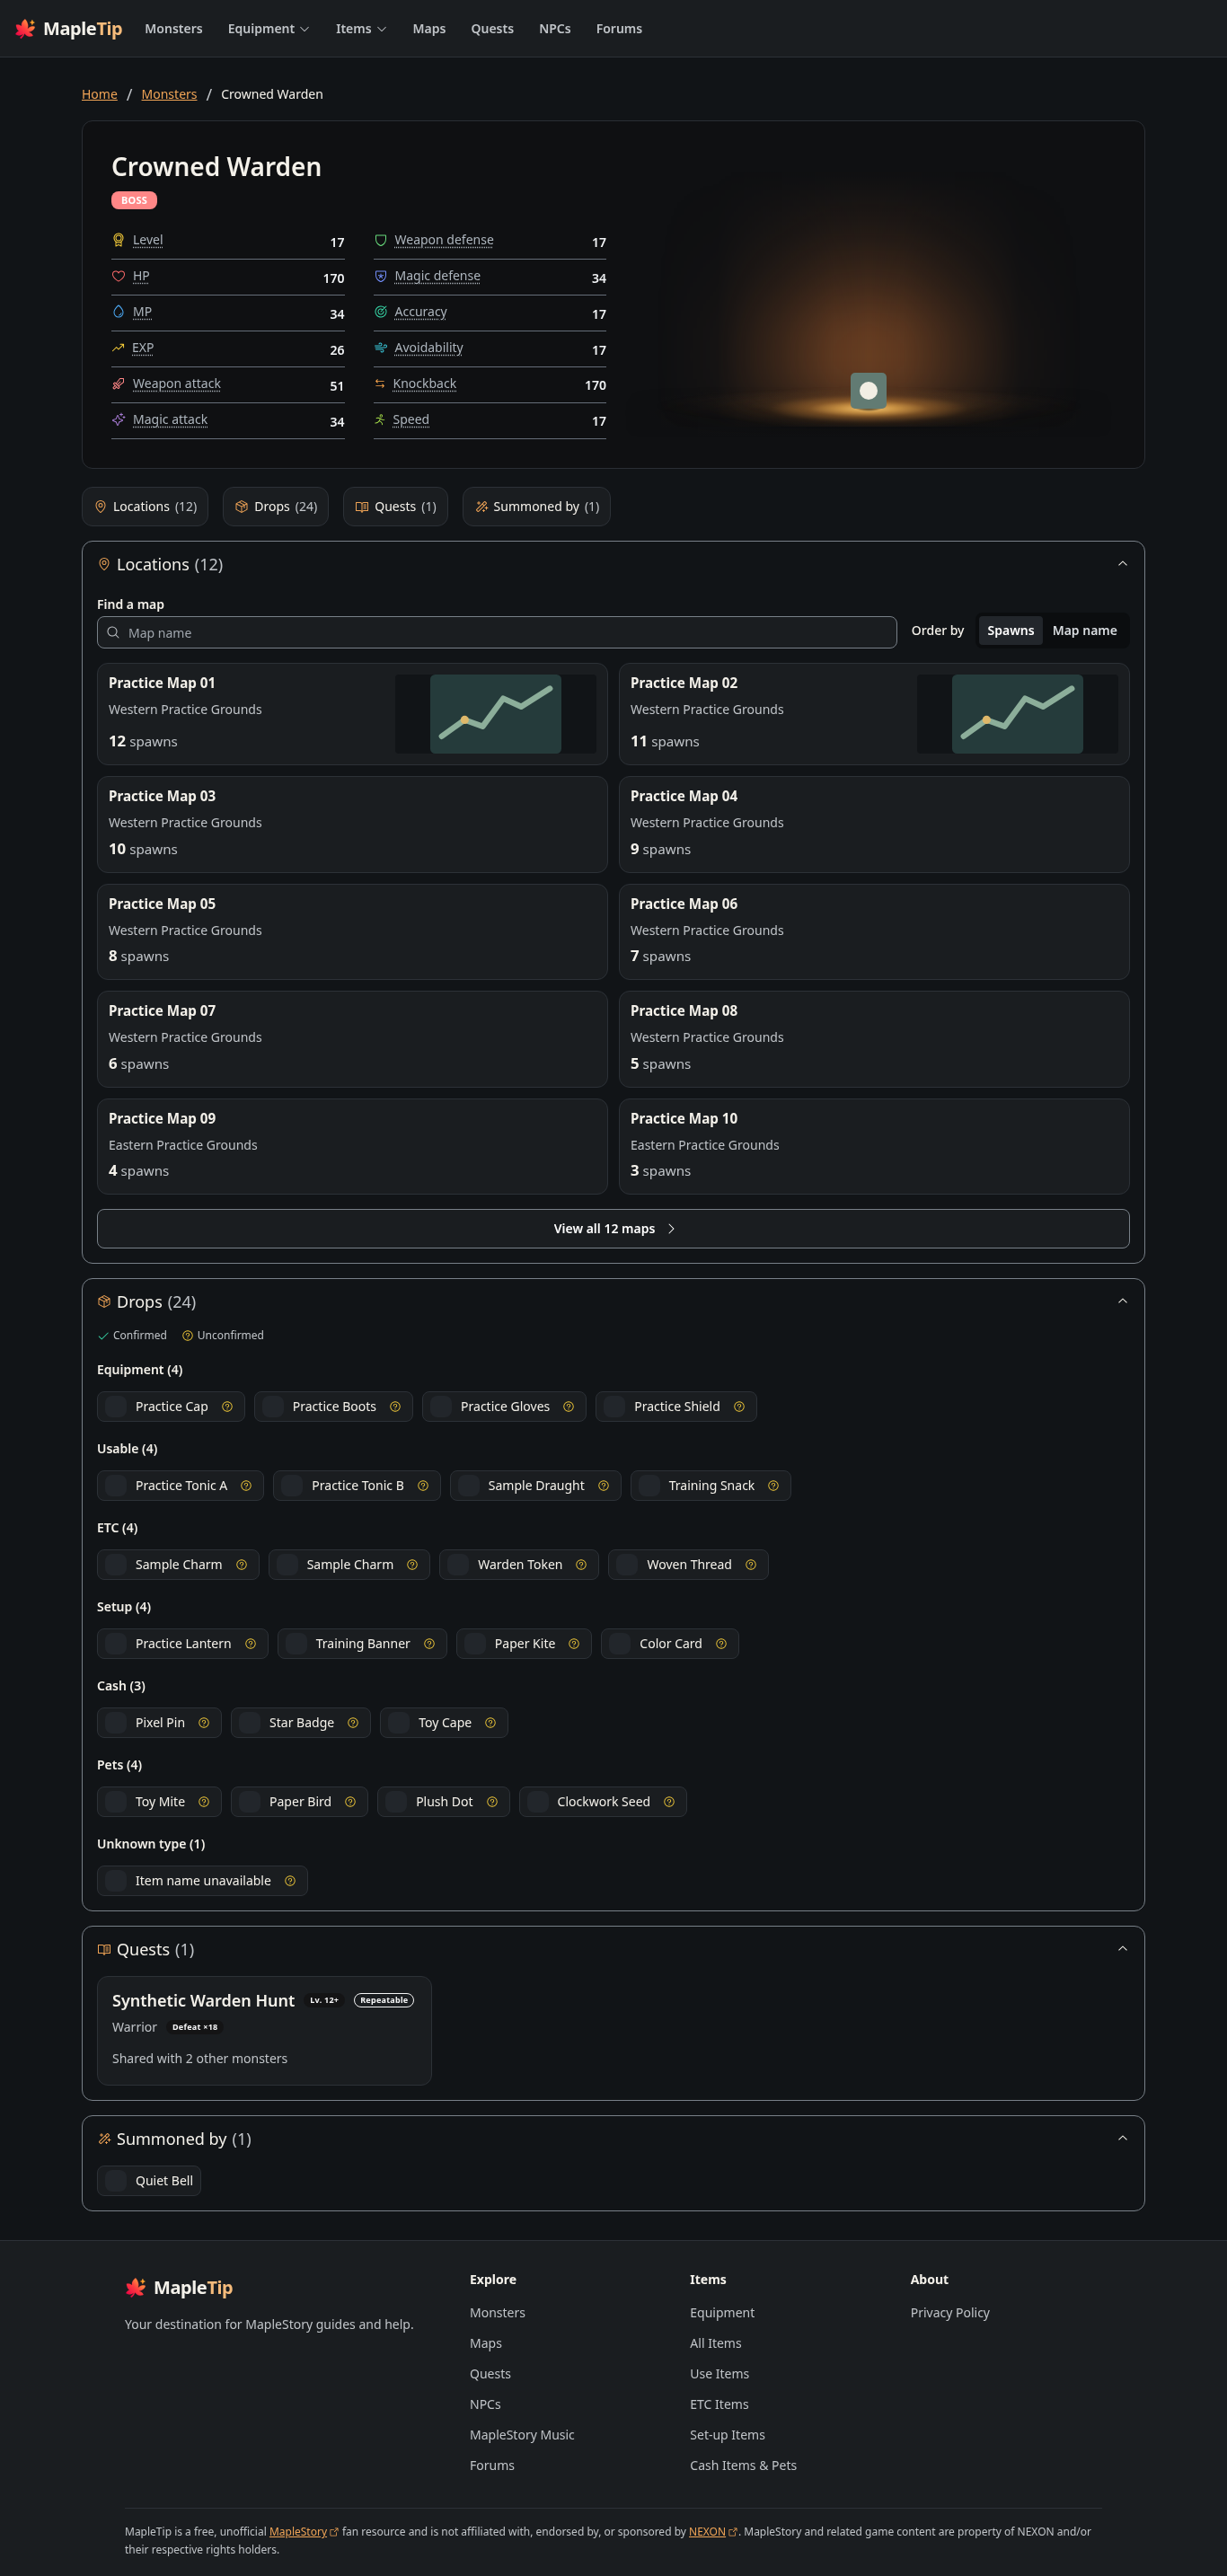 MapleTip Monsters Equipment Items Maps Quests NPCs Forums
Home / Monsters / Crowned Warden
Crowned Warden
BOSS
Level 17
HP 170
MP 34
EXP 26
Weapon attack 51
Magic attack 34
Weapon defense 17
Magic defense 34
Accuracy 17
Avoidability 17
Knockback 170
Speed 17
Locations (12) Drops (24) Quests (1) Summoned by (1)
Locations (12)
Find a map
Map name
Order by Spawns Map name
Practice Map 01
Western Practice Grounds
12 spawns
Practice Map 02
Western Practice Grounds
11 spawns
Practice Map 03
Western Practice Grounds
10 spawns
Practice Map 04
Western Practice Grounds
9 spawns
Practice Map 05
Western Practice Grounds
8 spawns
Practice Map 06
Western Practice Grounds
7 spawns
Practice Map 07
Western Practice Grounds
6 spawns
Practice Map 08
Western Practice Grounds
5 spawns
Practice Map 09
Eastern Practice Grounds
4 spawns
Practice Map 10
Eastern Practice Grounds
3 spawns
View all 12 maps
Drops (24)
Confirmed Unconfirmed
Equipment (4)
Practice Cap Practice Boots Practice Gloves Practice Shield
Usable (4)
Practice Tonic A Practice Tonic B Sample Draught Training Snack
ETC (4)
Sample Charm Sample Charm Warden Token Woven Thread
Setup (4)
Practice Lantern Training Banner Paper Kite Color Card
Cash (3)
Pixel Pin Star Badge Toy Cape
Pets (4)
Toy Mite Paper Bird Plush Dot Clockwork Seed
Unknown type (1)
Item name unavailable
Quests (1)
Synthetic Warden Hunt Lv. 12+ Repeatable
Warrior Defeat ×18
Shared with 2 other monsters
Summoned by (1)
Quiet Bell
MapleTip
Your destination for MapleStory guides and help.
Explore
Monsters
Maps
Quests
NPCs
MapleStory Music
Forums
Items
Equipment
All Items
Use Items
ETC Items
Set-up Items
Cash Items & Pets
About
Privacy Policy
MapleTip is a free, unofficial MapleStory fan resource and is not affiliated with, endorsed by, or sponsored by NEXON. MapleStory and related game content are property of NEXON and/or
their respective rights holders.